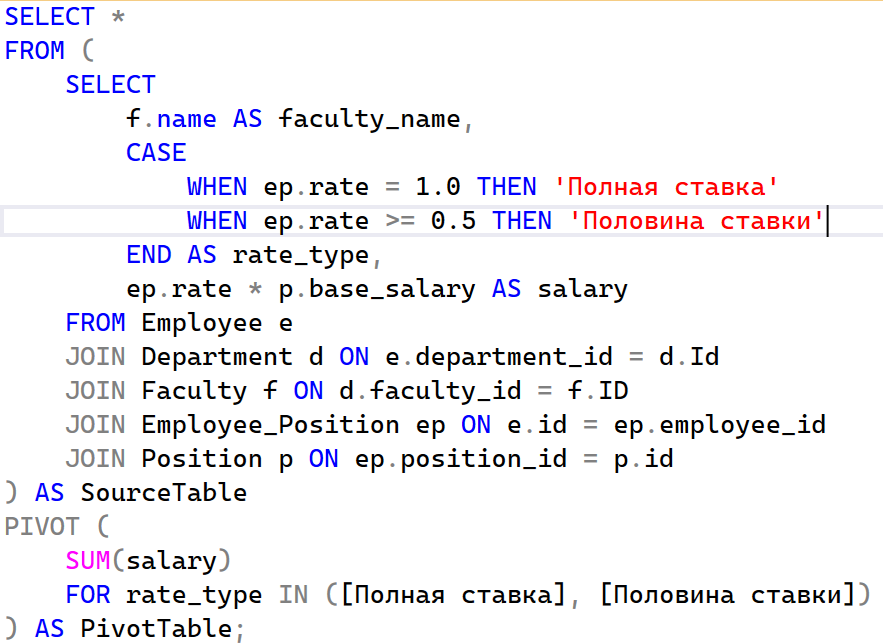 SELECT *
FROM (
    SELECT
        f.name AS faculty_name,
        CASE
            WHEN ep.rate = 1.0 THEN 'Полная ставка'
            WHEN ep.rate >= 0.5 THEN 'Половина ставки'
        END AS rate_type,
        ep.rate * p.base_salary AS salary
    FROM Employee e
    JOIN Department d ON e.department_id = d.Id
    JOIN Faculty f ON d.faculty_id = f.ID
    JOIN Employee_Position ep ON e.id = ep.employee_id
    JOIN Position p ON ep.position_id = p.id
) AS SourceTable
PIVOT (
    SUM(salary)
    FOR rate_type IN ([Полная ставка], [Половина ставки])
) AS PivotTable;